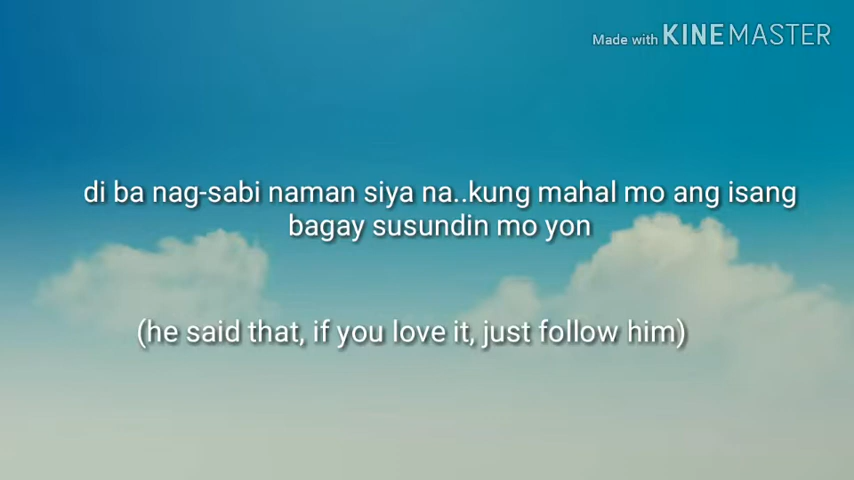 Made with KINEMASTER
di ba nag-sabi naman siya na..kung mahal mo ang isang
bagay susundin mo yon
(he said that, if you love it, just follow him)